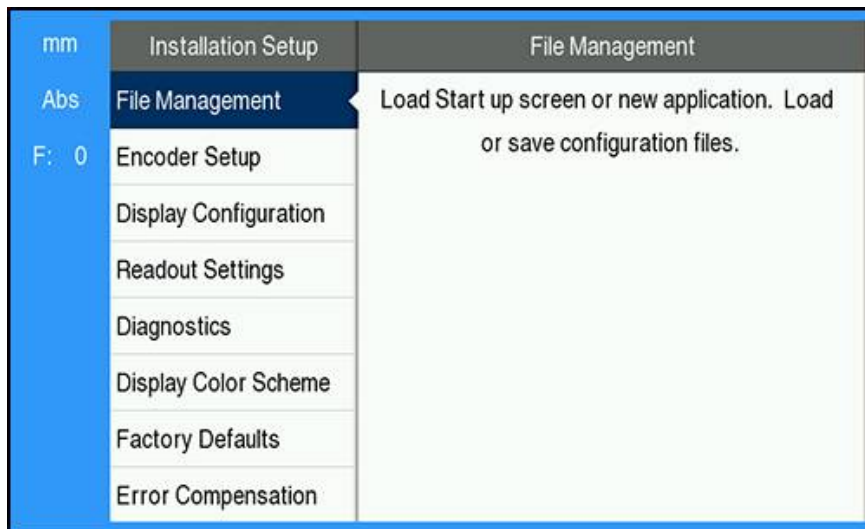 mm
Installation Setup
File Management
Abs
File Management
Load Start up screen or new application. Load
or save configuration files.
F: 0
Encoder Setup
Display Configuration
Readout Settings
Diagnostics
Display Color Scheme
Factory Defaults
Error Compensation